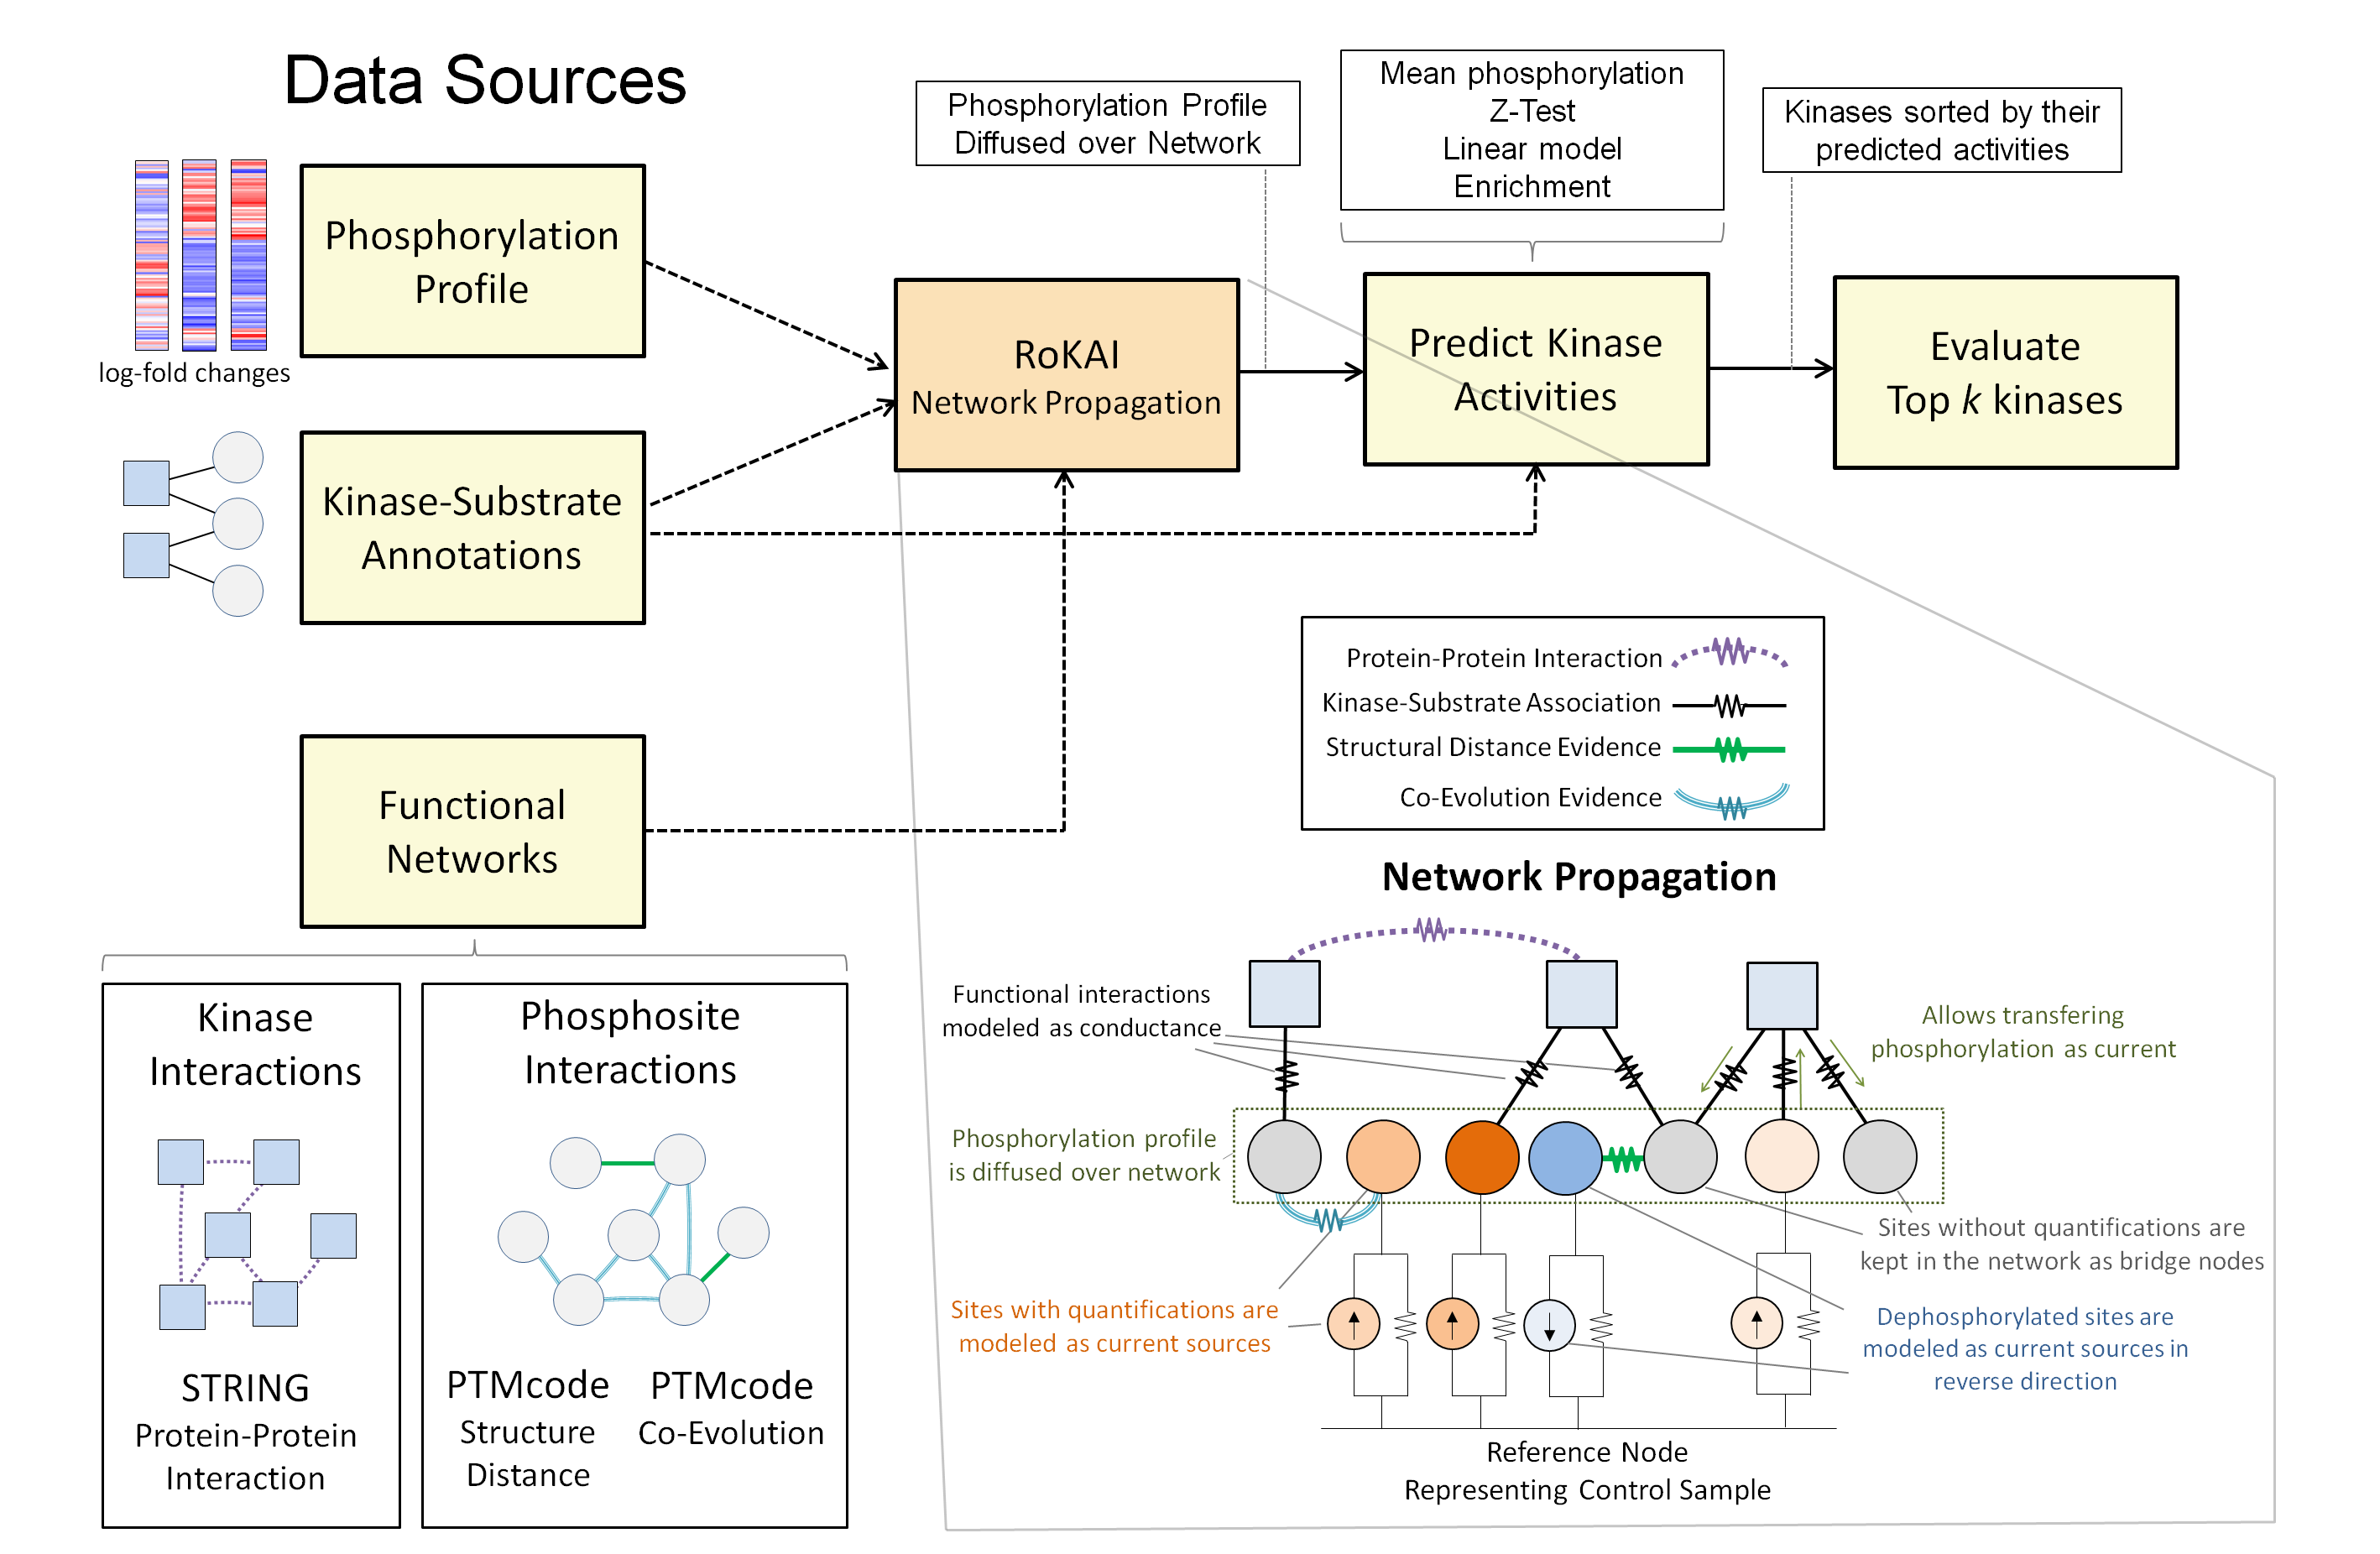 Data Sources
Phosphorylation
Profile
log-fold changes
Kinase-Substrate
Annotations
Functional
Networks
Kinase
Interactions
STRING
Protein-Protein
Interaction
Phosphosite
Interactions
PTMcode
Structure
Distance
PTMcode
Co-Evolution
Phosphorylation Profile
Diffused over Network
RoKAI
Network Propagation
Mean phosphorylation
Z-Test
Linear model
Enrichment
Predict Kinase
Activities
Kinases sorted by their
predicted activities
Evaluate
Top k kinases
Protein-Protein Interaction
Kinase-Substrate Association
Structural Distance Evidence
Co-Evolution Evidence
Network Propagation
Functional interactions
modeled as conductance
Allows transfering
phosphorylation as current
Phosphorylation profile
is diffused over network
Sites without quantifications are
kept in the network as bridge nodes
Sites with quantifications are
modeled as current sources
Dephosphorylated sites are
modeled as current sources in
reverse direction
Reference Node
Representing Control Sample